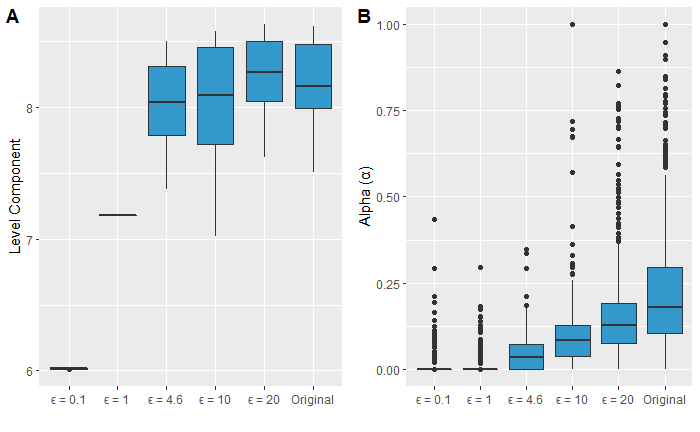 A
Level Component
8
7
6
ϵ = 0.1
ϵ = 1
ϵ = 4.6
ϵ = 10
ϵ = 20
Original
B
Alpha (α)
1.00
0.75
0.50
0.25
0.00
ϵ = 0.1
ϵ = 1
ϵ = 4.6
ϵ = 10
ϵ = 20
Original